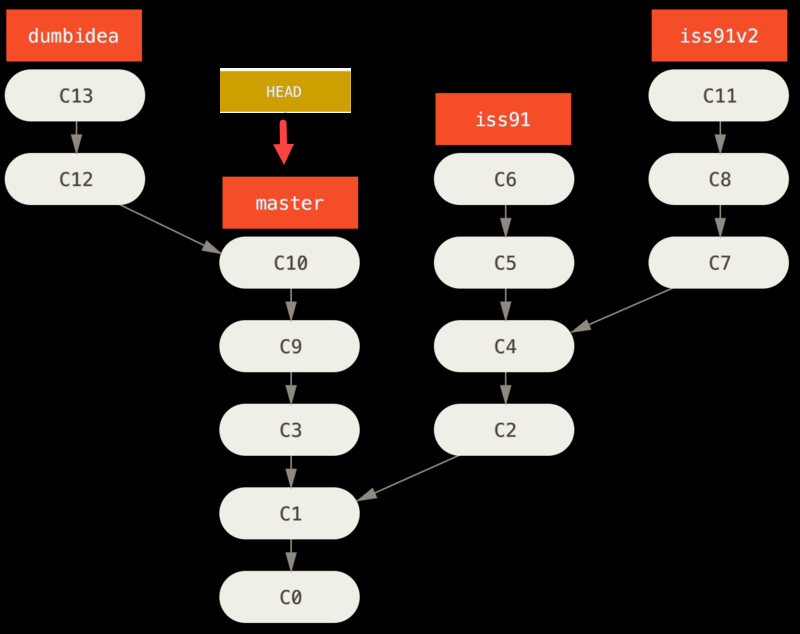 dumbidea
iss91v2
HEAD
C13
C11
iss91
C12
C6
C8
master
C10
C5
C7
C9
C4
C3
C2
C1
C0